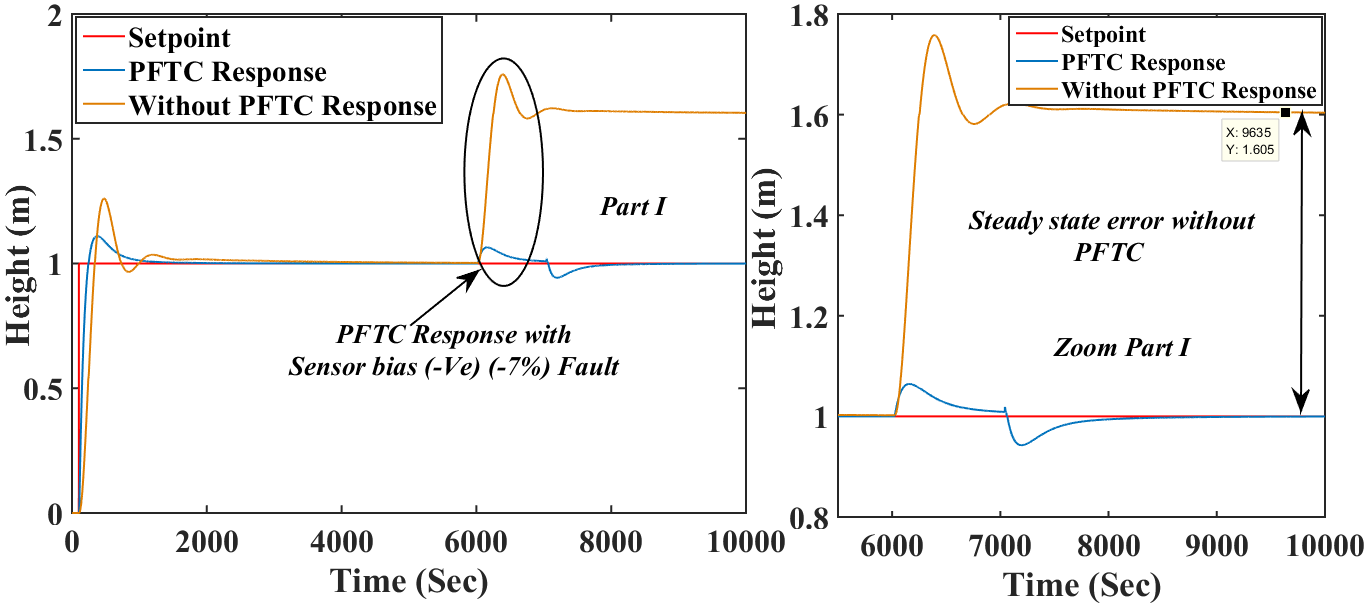 2
1.5
1
0.5
0
0
2000
4000
6000
8000
10000
Height (m)
Time (Sec)
Setpoint
PFTC Response
Without PFTC Response
Part I
PFTC Response with
Sensor bias (-Ve) (-7%) Fault
1.8
1.6
1.4
1.2
1
0.8
6000
7000
8000
9000
10000
Height (m)
Time (Sec)
Setpoint
PFTC Response
Without PFTC Response
X: 9635
Y: 1.605
Steady state error without
PFTC
Zoom Part I